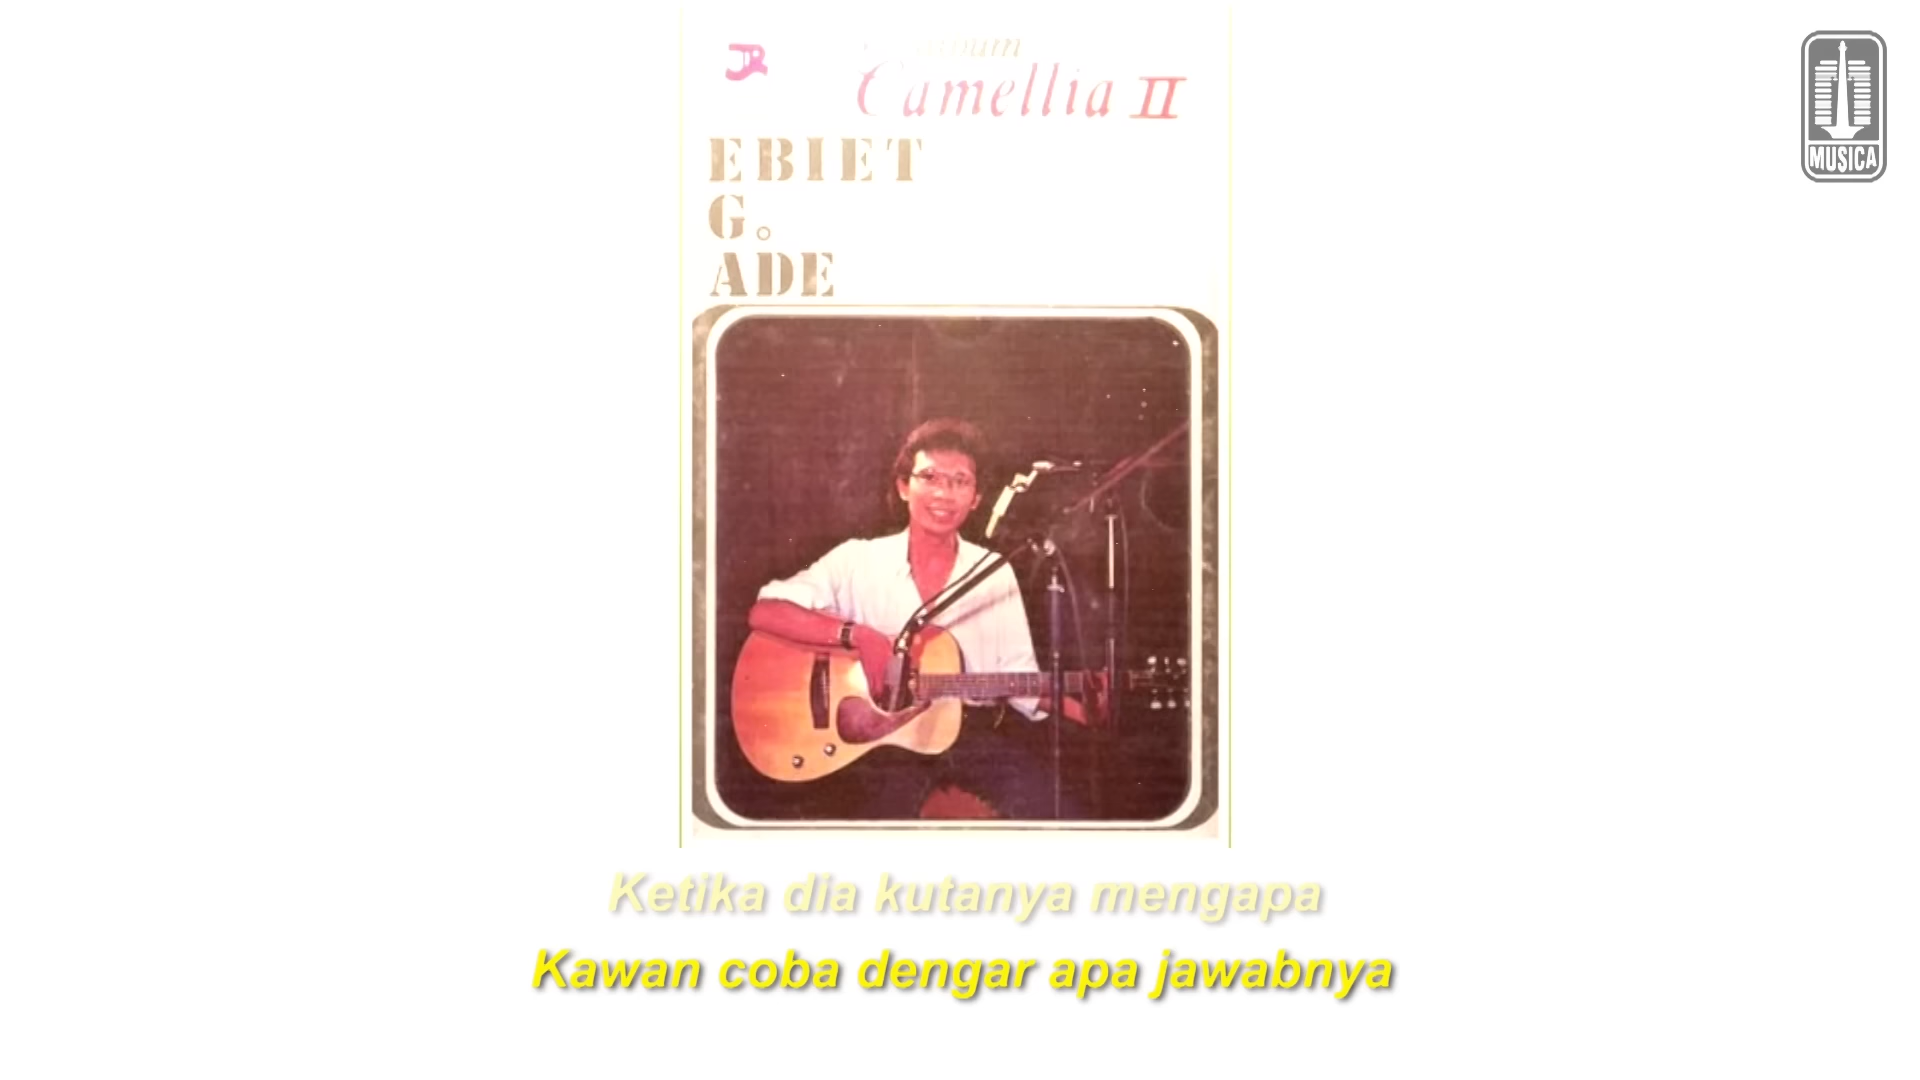 Camellia II
EBIET
G.
ADE
MUSICA
Ketika dia kutanya mengapa
Kawan coba dengar apa jawabnya